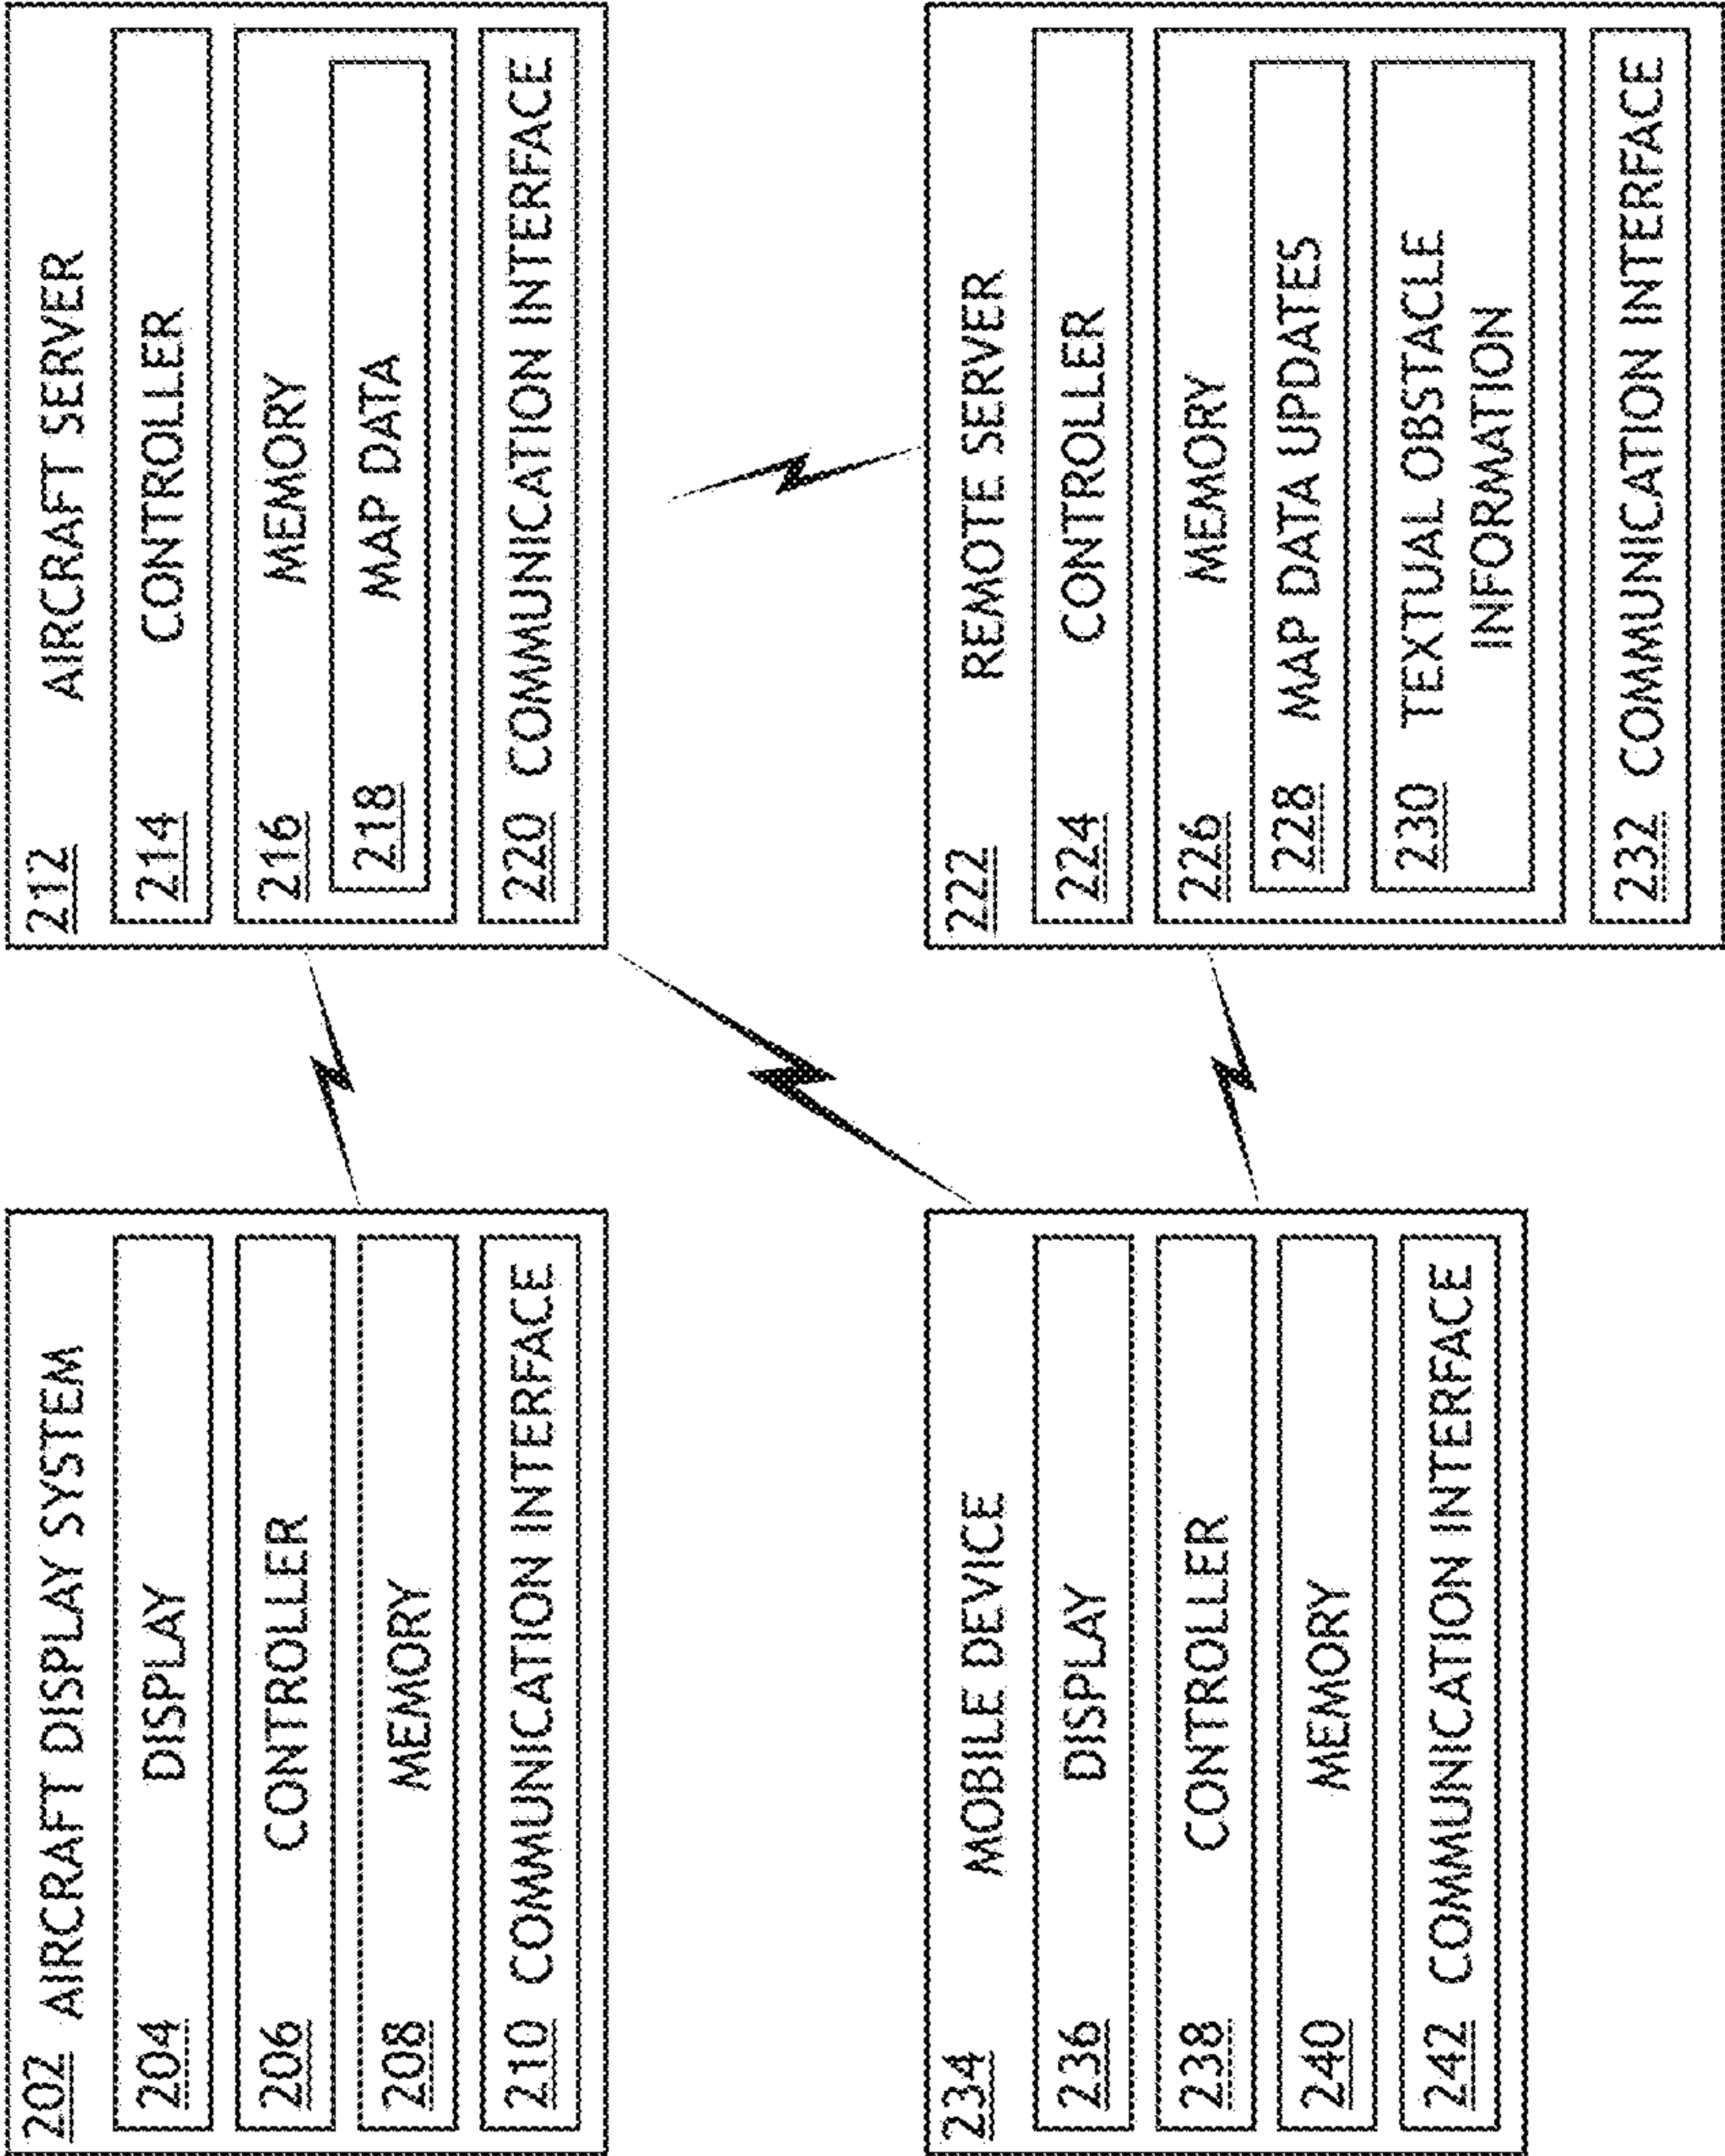 202 AIRCRAFT DISPLAY SYSTEM
204 DISPLAY
206 CONTROLLER
208 MEMORY
210 COMMUNICATION INTERFACE
212 AIRCRAFT SERVER
214 CONTROLLER
216 MEMORY
218 MAP DATA
220 COMMUNICATION INTERFACE
234 MOBILE DEVICE
236 DISPLAY
238 CONTROLLER
240 MEMORY
242 COMMUNICATION INTERFACE
222 REMOTE SERVER
224 CONTROLLER
226 MEMORY
228 MAP DATA UPDATES
230 TEXTUAL OBSTACLE
INFORMATION
232 COMMUNICATION INTERFACE